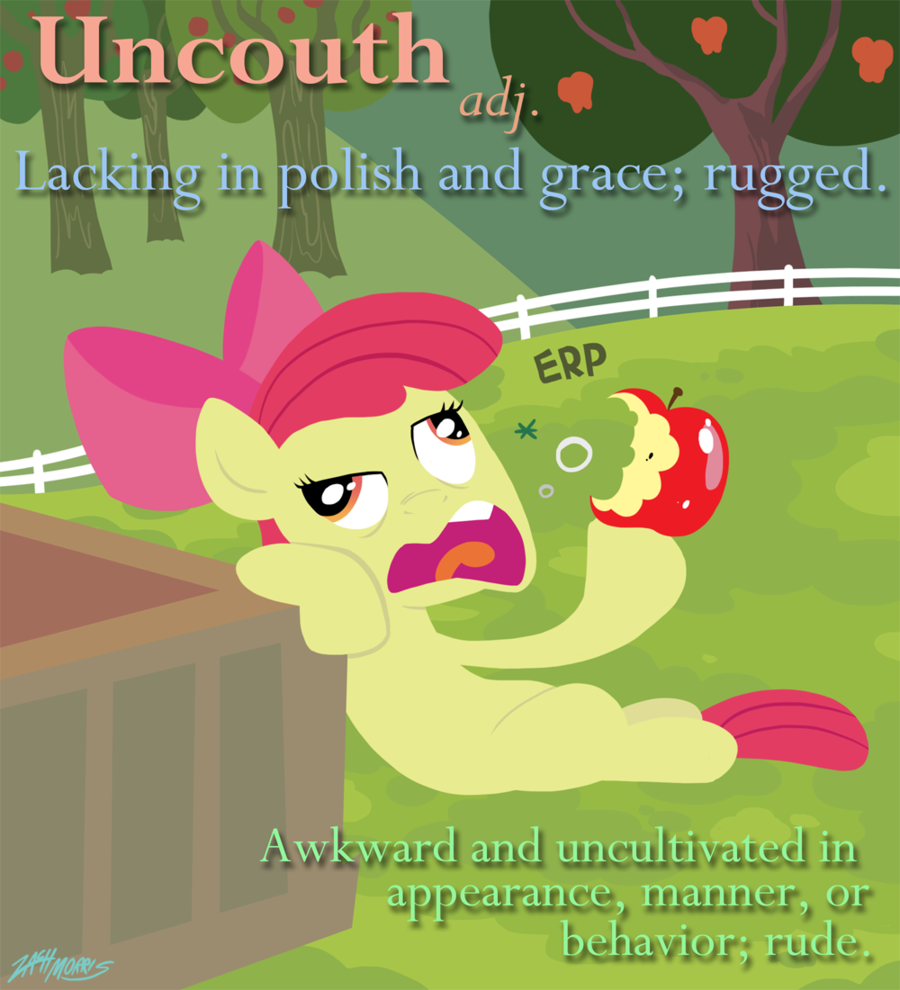 Uncouth
adj.
Lacking in polish and grace; rugged.
ERP
Awkward and uncultivated in
appearance, manner, or
behavior; rude.
ZACH MORRIS